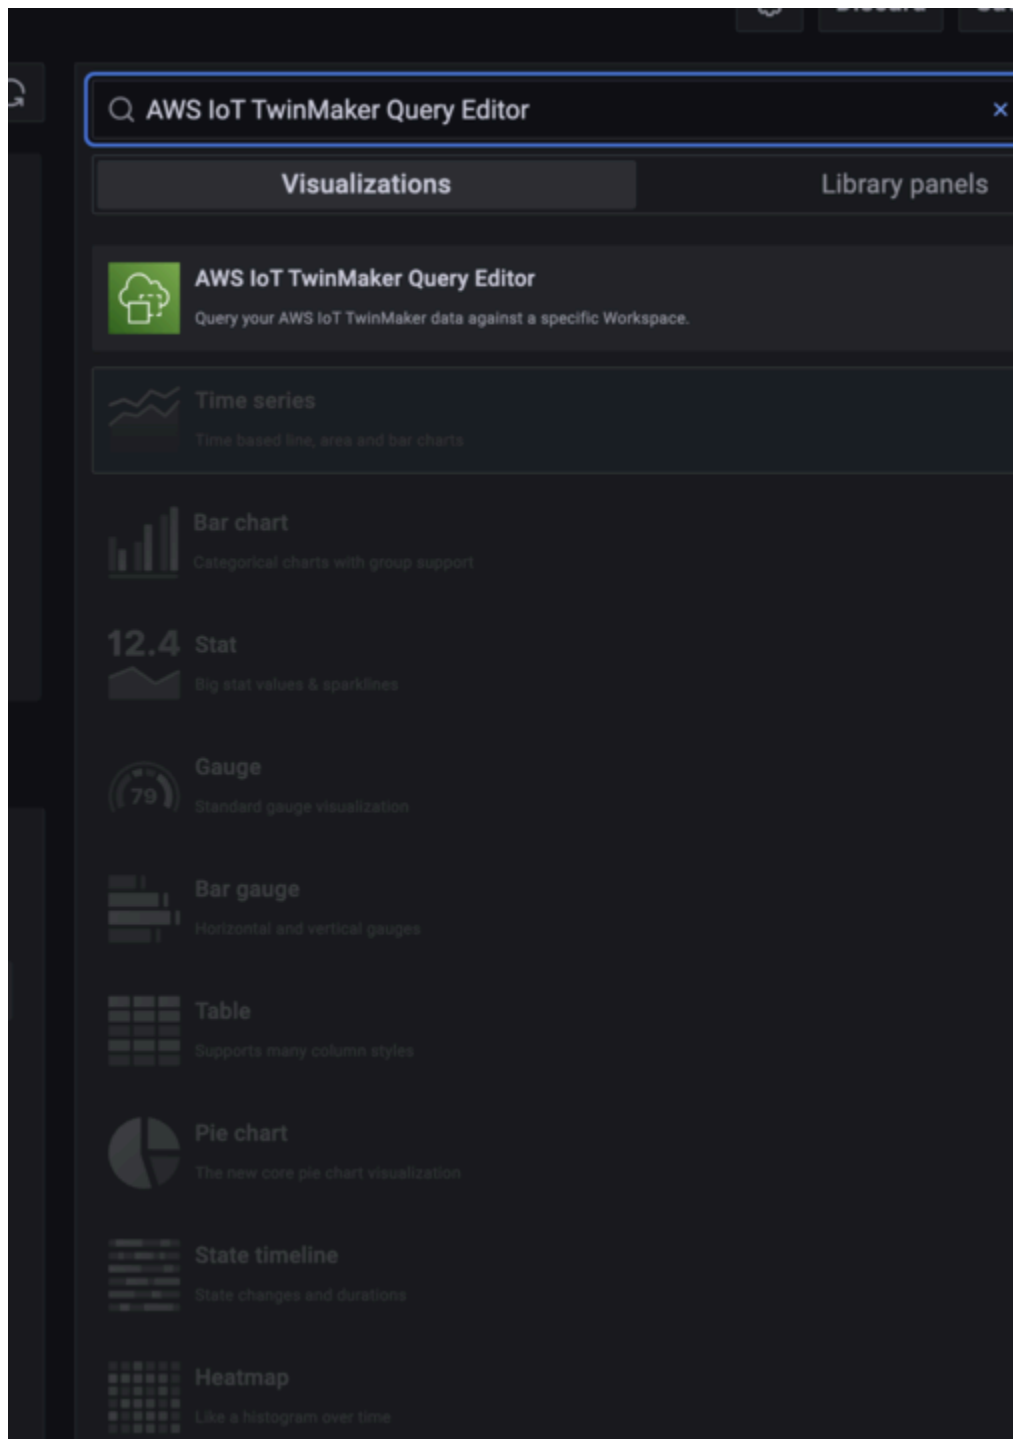 AWS IoT TwinMaker Query Editor
Visualizations
Library panels
AWS IoT TwinMaker Query Editor
Query your AWS IoT TwinMaker data against a specific Workspace.
Time series
Time based line, area and bar charts
Bar chart
Categorical charts with group support
12.4
Stat
Big stat values & sparklines
Gauge
79
Standard gauge visualization
Bar gauge
Horizontal and vertical gauges
Table
Supports many column styles
Pie chart
The new core pie chart visualization
State timeline
State changes and durations
Heatmap
Like a histogram over time